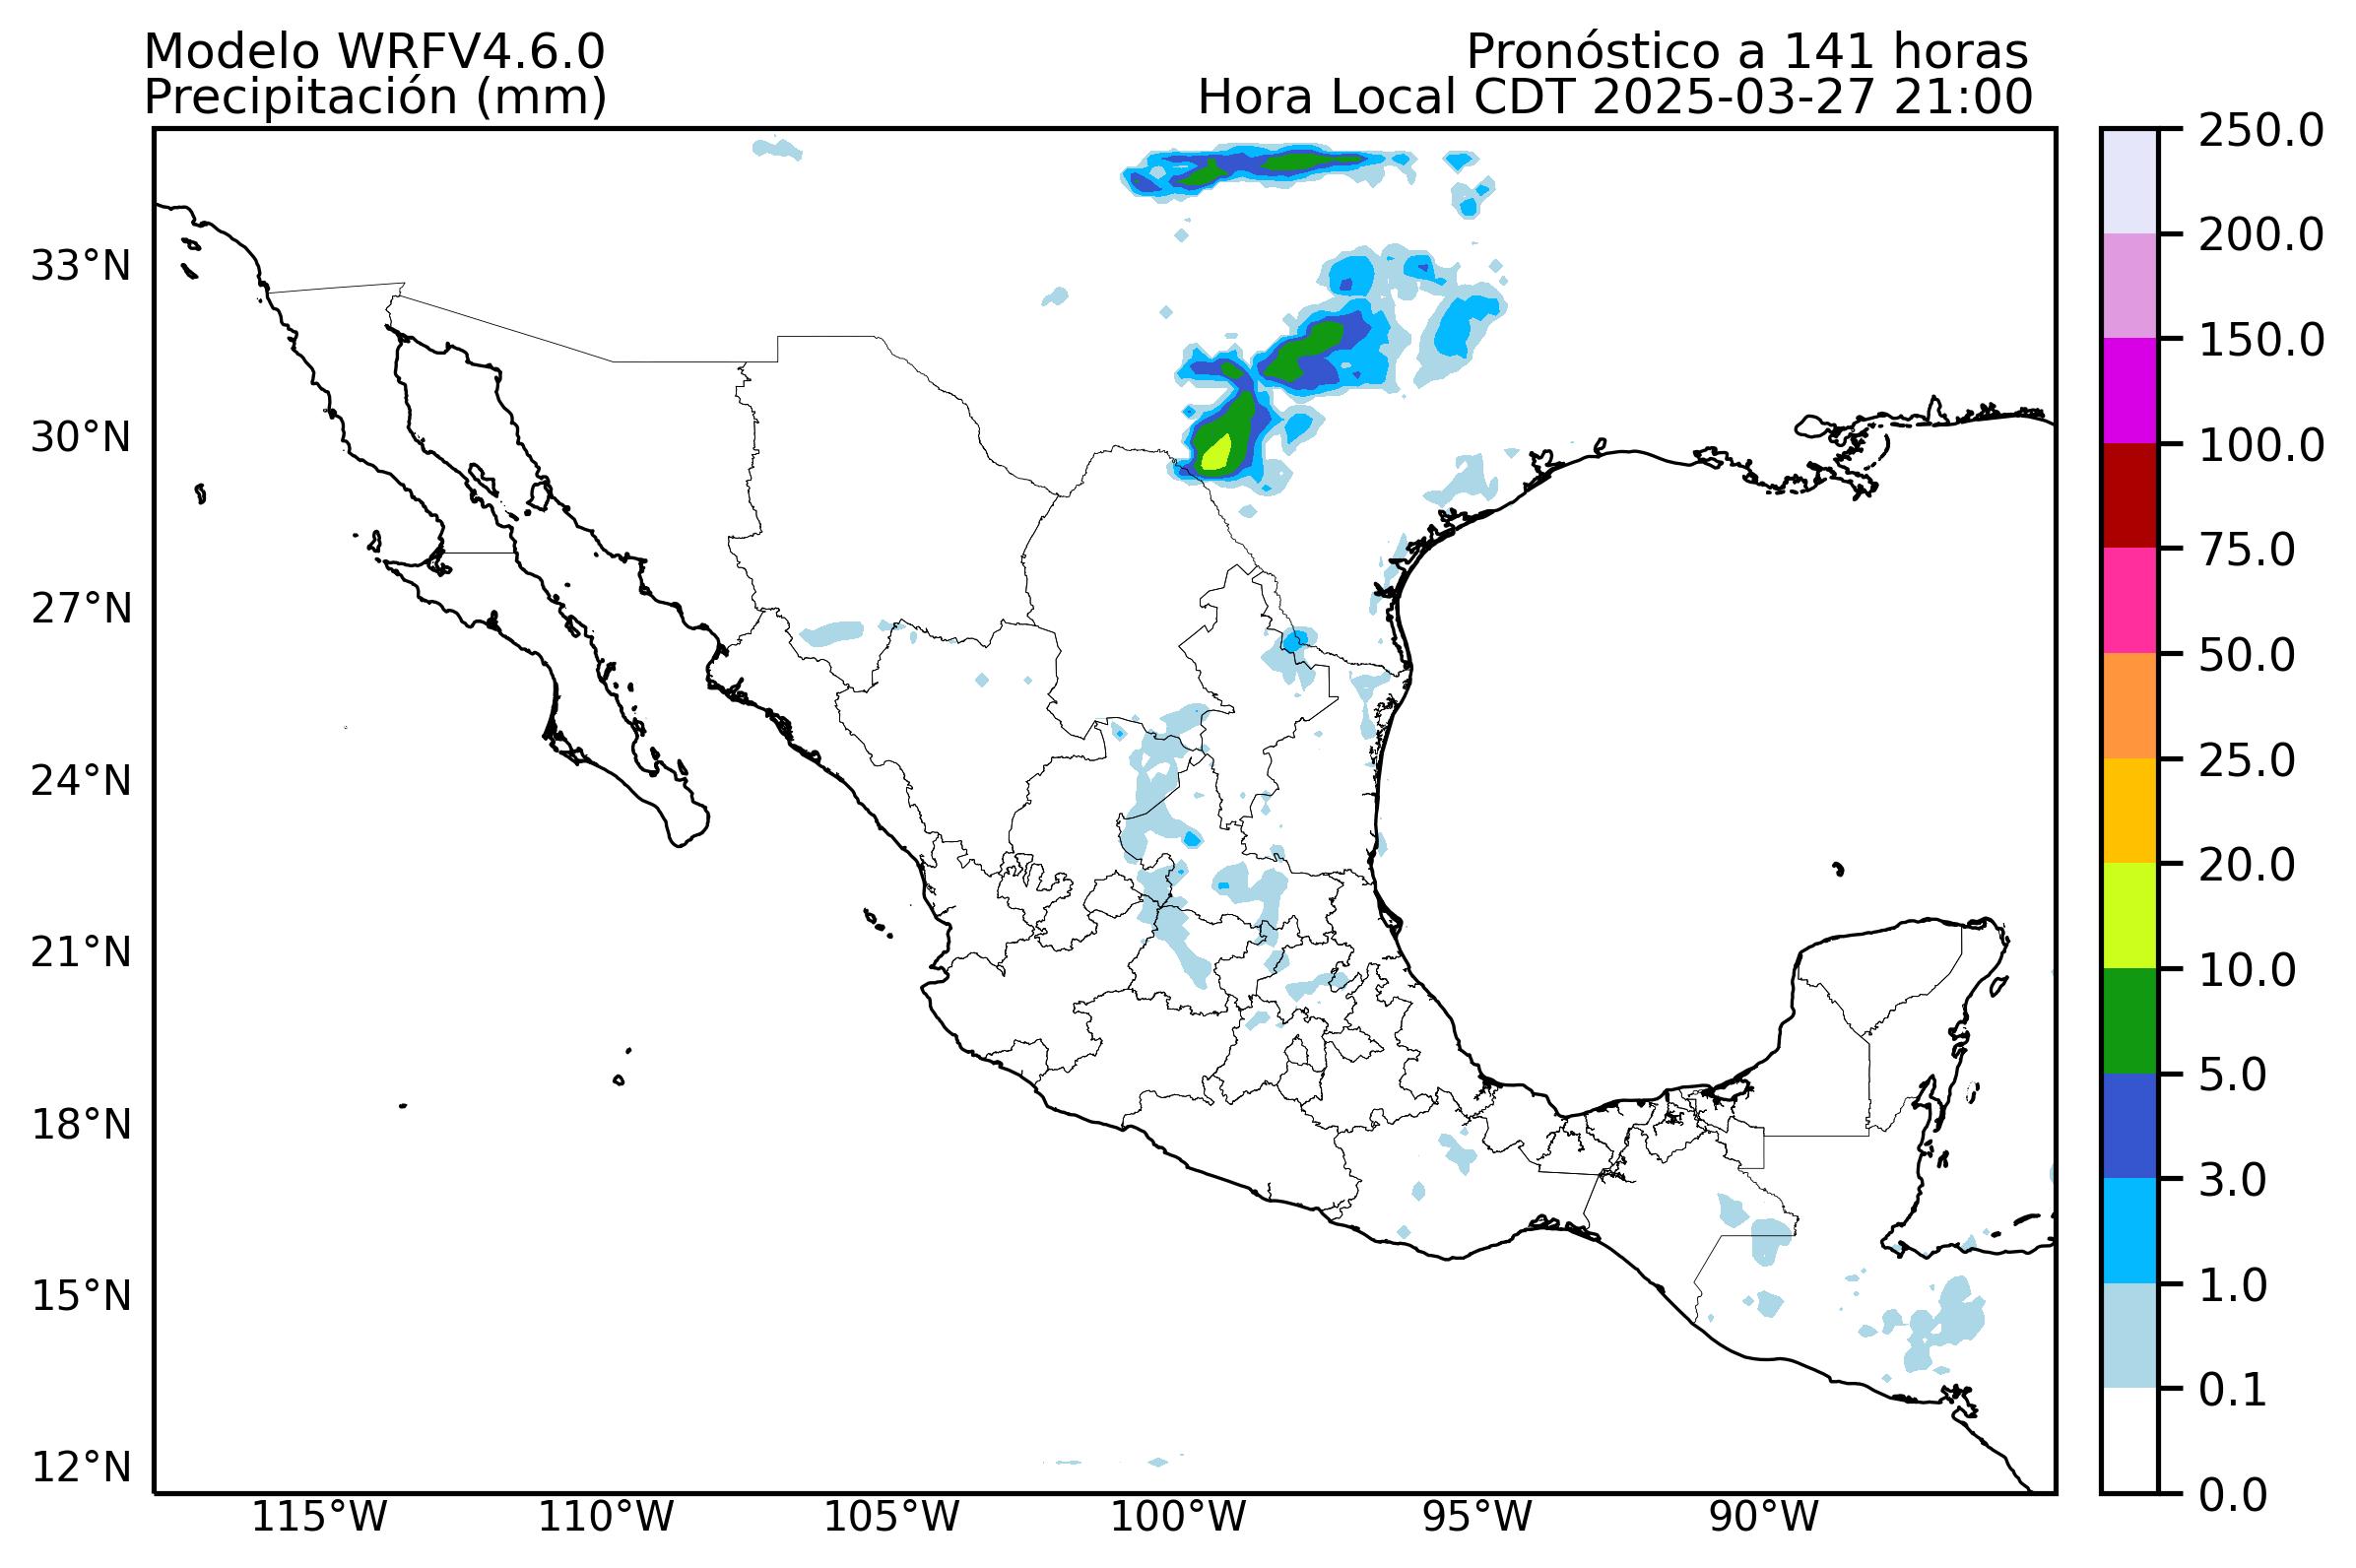 Modelo WRFV4.6.0
Pronóstico a 141 horas
Precipitación (mm)
Hora Local CDT 2025-03-27 21:00
250.0
200.0
150.0
100.0
75.0
50.0
25.0
20.0
10.0
5.0
3.0
1.0
0.1
0.0
33°N
30°N
27°N
24°N
21°N
18°N
15°N
12°N
115°W
110°W
105°W
100°W
95°W
90°W